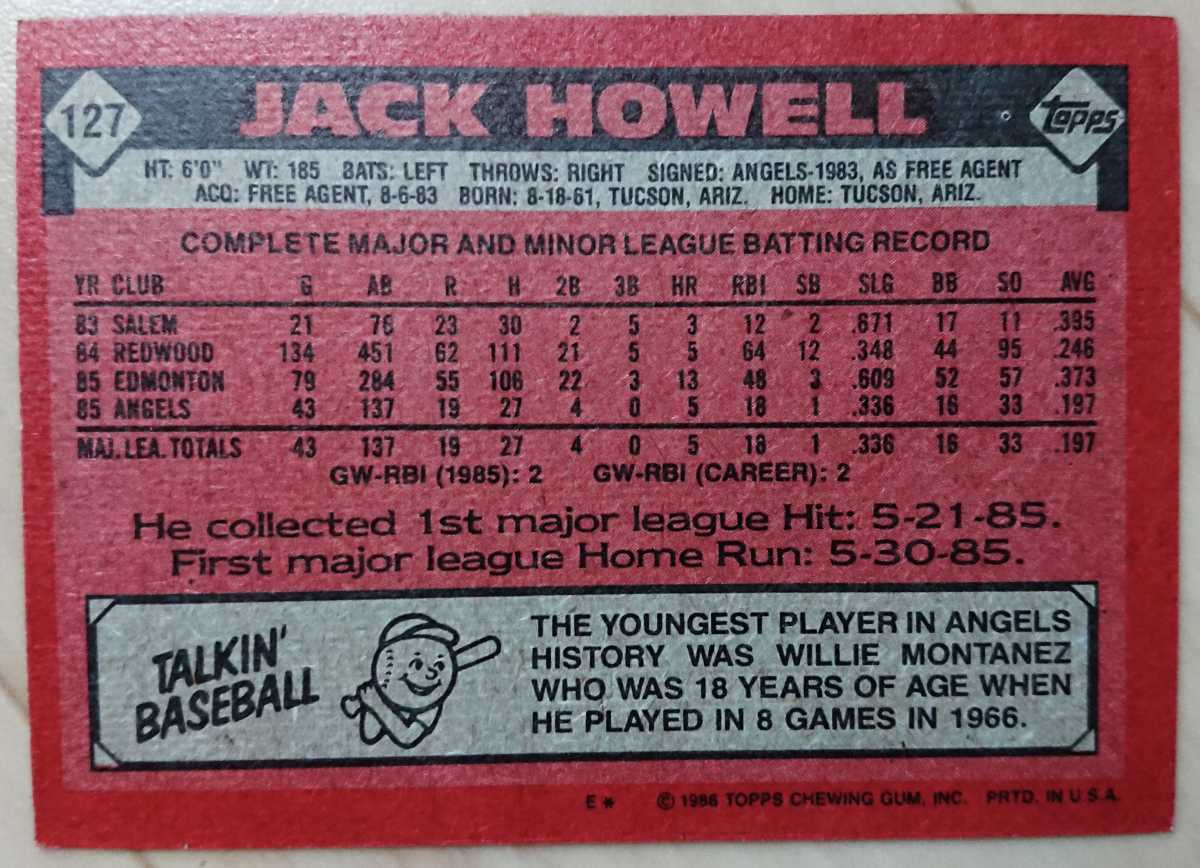 127 JACK HOWELL Topps
HT: 6'0" WT: 185 BATS: LEFT THROWS: RIGHT SIGNED: ANGELS-1983, AS FREE AGENT
ACQ: FREE AGENT, 8-6-83 BORN: 8-18-61, TUCSON, ARIZ. HOME: TUCSON, ARIZ.
COMPLETE MAJOR AND MINOR LEAGUE BATTING RECORD
YR CLUB G AB R H 2B 3B HR RBI SB SLG BB SO AVG
83 SALEM 21 76 23 30 2 5 3 12 2 .671 17 11 .395
84 REDWOOD 134 451 62 111 21 5 5 64 12 .348 44 95 .246
85 EDMONTON 79 284 55 106 22 3 13 48 3 .609 52 57 .373
85 ANGELS 43 137 19 27 4 0 5 18 1 .336 16 33 .197
MAJ. LEA. TOTALS 43 137 19 27 4 0 5 18 1 .336 16 33 .197
GW-RBI (1985): 2 GW-RBI (CAREER): 2
He collected 1st major league Hit: 5-21-85.
First major league Home Run: 5-30-85.
TALKIN'
BASEBALL
THE YOUNGEST PLAYER IN ANGELS
HISTORY WAS WILLIE MONTANEZ
WHO WAS 18 YEARS OF AGE WHEN
HE PLAYED IN 8 GAMES IN 1966.
E* © 1986 TOPPS CHEWING GUM, INC. PRTD. IN U.S.A.